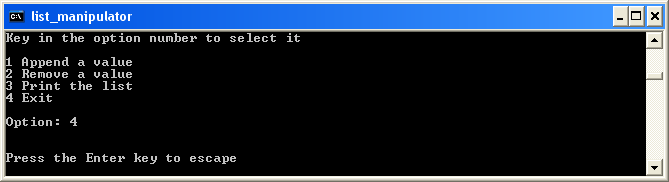 C:\ list_manipulator
Key in the option number to select it
1 Append a value
2 Remove a value
3 Print the list
4 Exit
Option: 4
Press the Enter key to escape